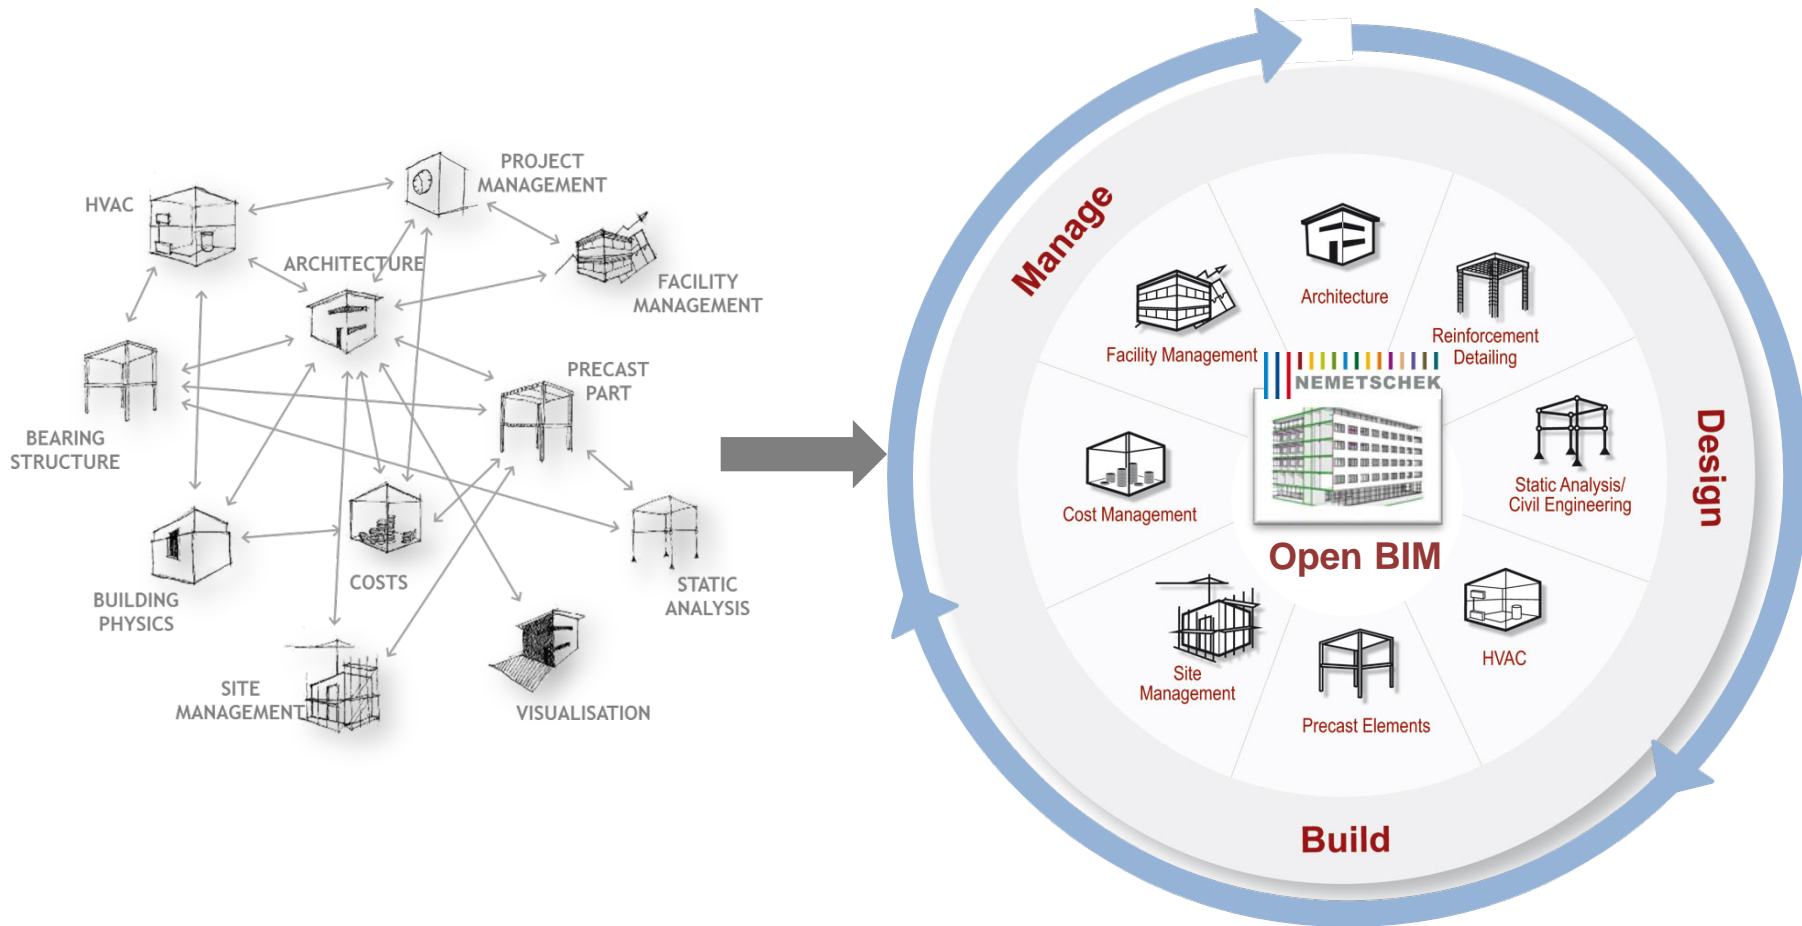 PROJECT
MANAGEMENT
HVAC
ARCHITECTURE
FACILITY
MANAGEMENT
PRECAST
PART
BEARING
STRUCTURE
COSTS
STATIC
ANALYSIS
BUILDING
PHYSICS
SITE
MANAGEMENT
VISUALISATION
Manage
Design
Build
Architecture
Reinforcement
Detailing
Facility Management
NEMETSCHEK
Static Analysis/
Civil Engineering
Cost Management
Open BIM
HVAC
Site
Management
Precast Elements